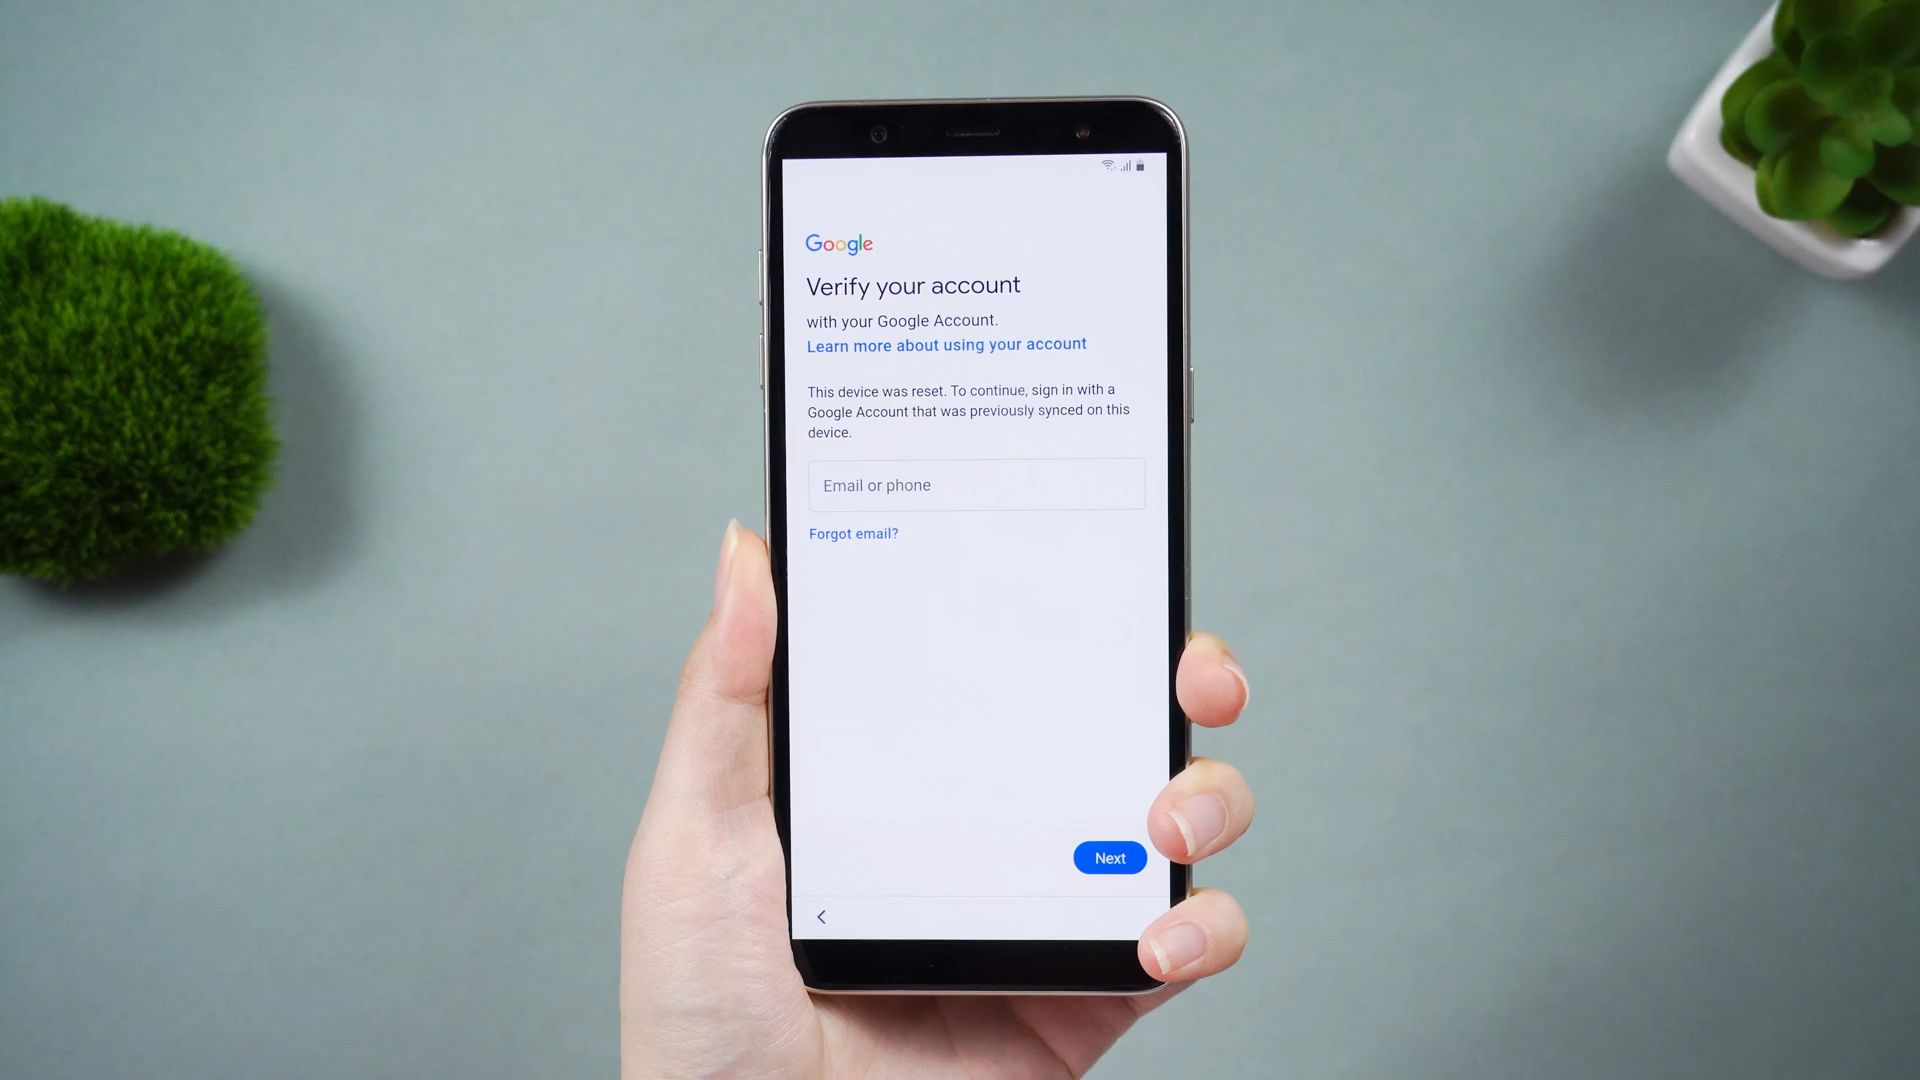 Google
Verify your account
with your Google Account.
Learn more about using your account
This device was reset. To continue, sign in with a
Google Account that was previously synced on this
device.
Email or phone
Forgot email?
Next